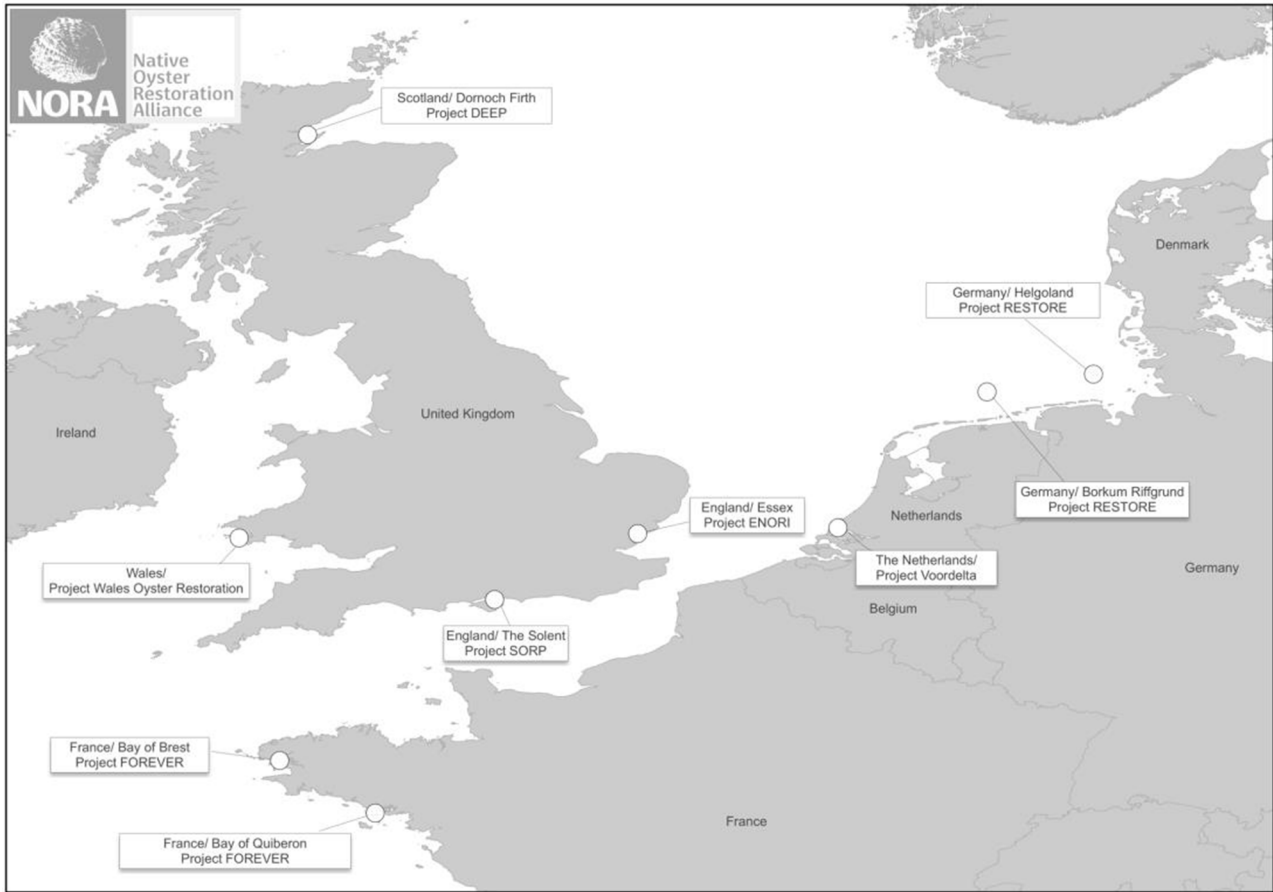 NORA
Native
Oyster
Restoration
Alliance
Scotland/ Dornoch Firth
Project DEEP
Denmark
Germany/ Helgoland
Project RESTORE
United Kingdom
Ireland
Germany/ Borkum Riffgrund
Project RESTORE
England/ Essex
Project ENORI
Netherlands
The Netherlands/
Project Voordelta
Germany
Wales/
Project Wales Oyster Restoration
Belgium
England/ The Solent
Project SORP
France/ Bay of Brest
Project FOREVER
France
France/ Bay of Quiberon
Project FOREVER